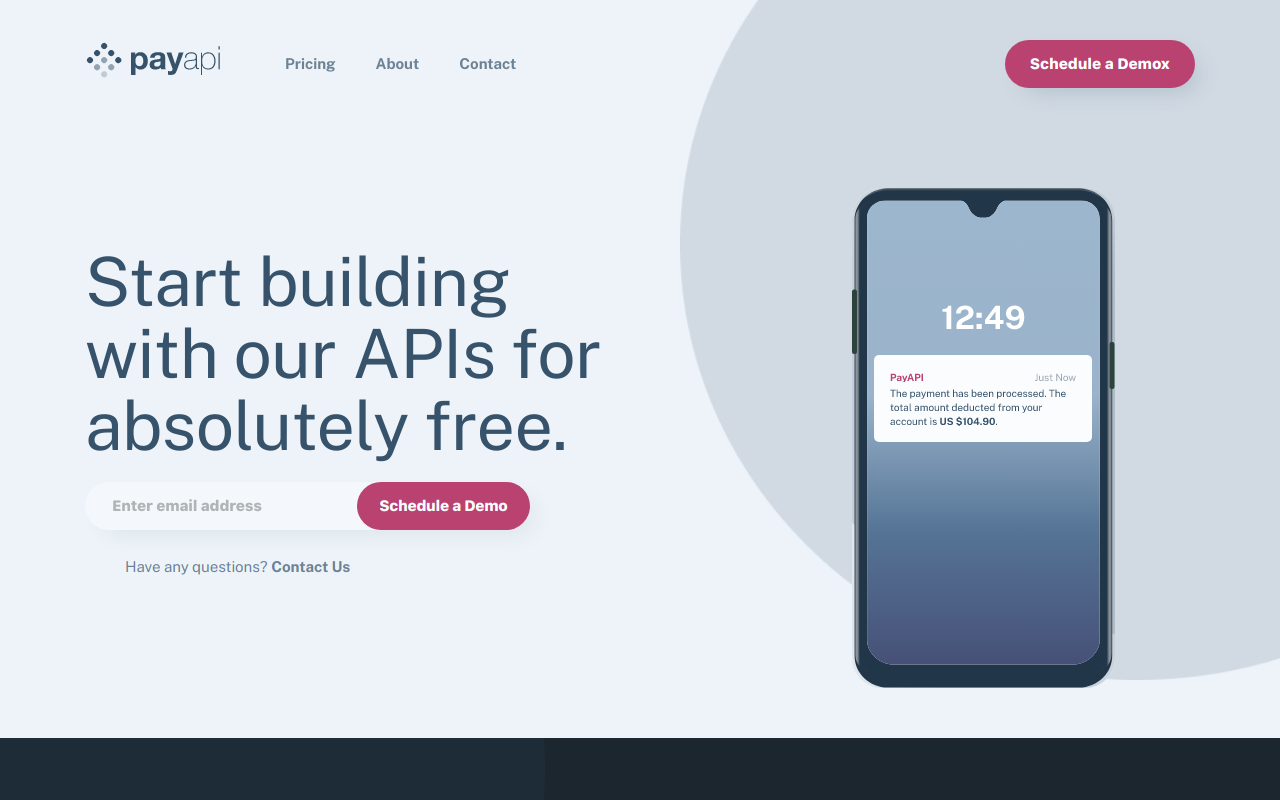 payapi
Pricing
About
Contact
Schedule a Demox
Start building
with our APIs for
absolutely free.
Enter email address
Schedule a Demo
Have any questions? Contact Us
12:49
PayAPI
Just Now
The payment has been processed. The
total amount deducted from your
account is US $104.90.